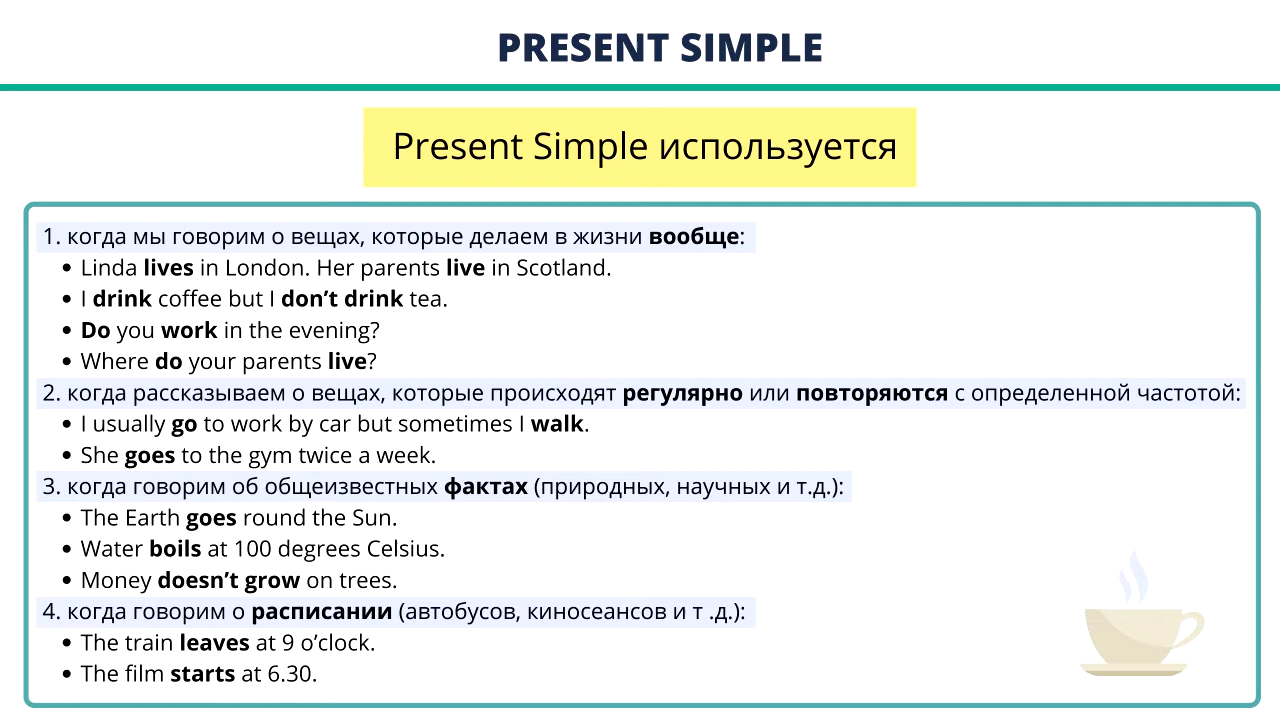 PRESENT SIMPLE
Present Simple используется
1. когда мы говорим о вещах, которые делаем в жизни вообще:
• Linda lives in London. Her parents live in Scotland.
• I drink coffee but I don’t drink tea.
• Do you work in the evening?
• Where do your parents live?
2. когда рассказываем о вещах, которые происходят регулярно или повторяются с определенной частотой:
• I usually go to work by car but sometimes I walk.
• She goes to the gym twice a week.
3. когда говорим об общеизвестных фактах (природных, научных и т.д.):
• The Earth goes round the Sun.
• Water boils at 100 degrees Celsius.
• Money doesn’t grow on trees.
4. когда говорим о расписании (автобусов, киносеансов и т .д.):
• The train leaves at 9 o’clock.
• The film starts at 6.30.